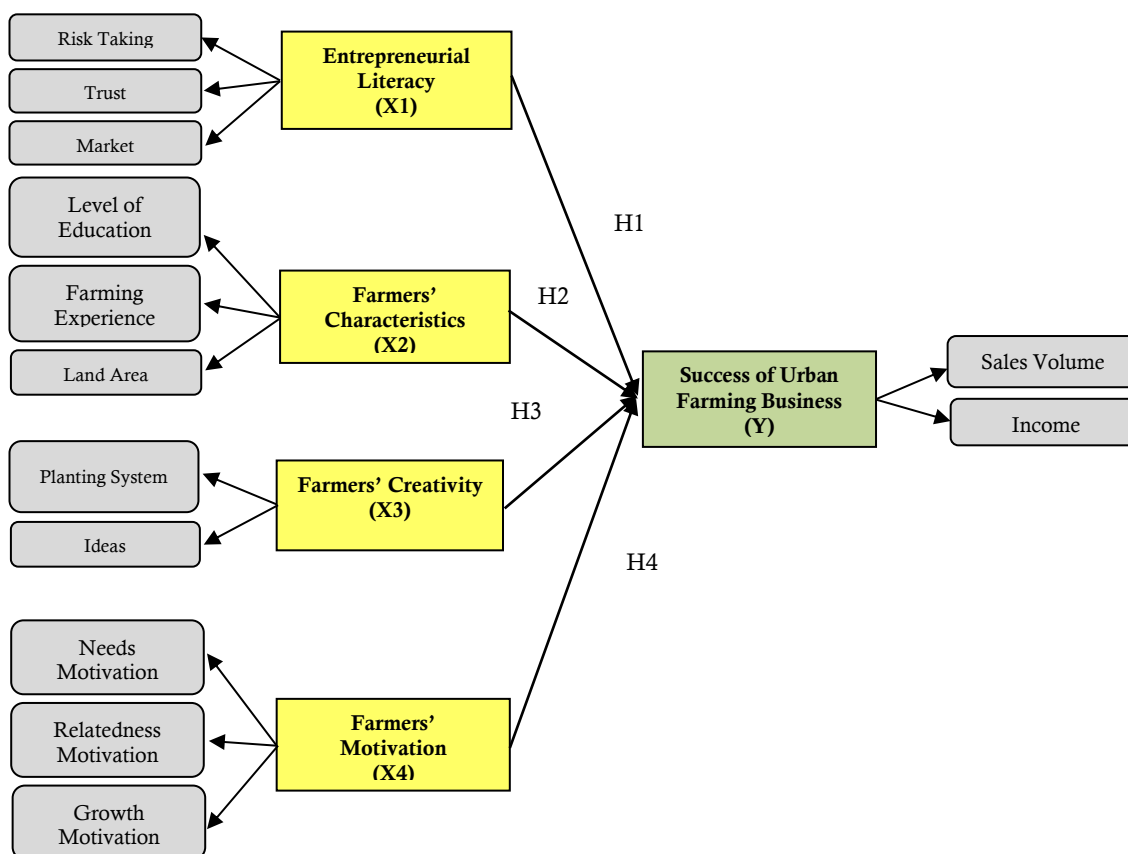 Risk Taking
Trust
Market
Entrepreneurial
Literacy
(X1)
Level of
Education
Farming
Experience
Land Area
Farmers'
Characteristics
(X2)
Planting System
Ideas
Farmers' Creativity
(X3)
Needs
Motivation
Relatedness
Motivation
Growth
Motivation
Farmers'
Motivation
(X4)
H1
H2
H3
H4
Success of Urban
Farming Business
(Y)
Sales Volume
Income